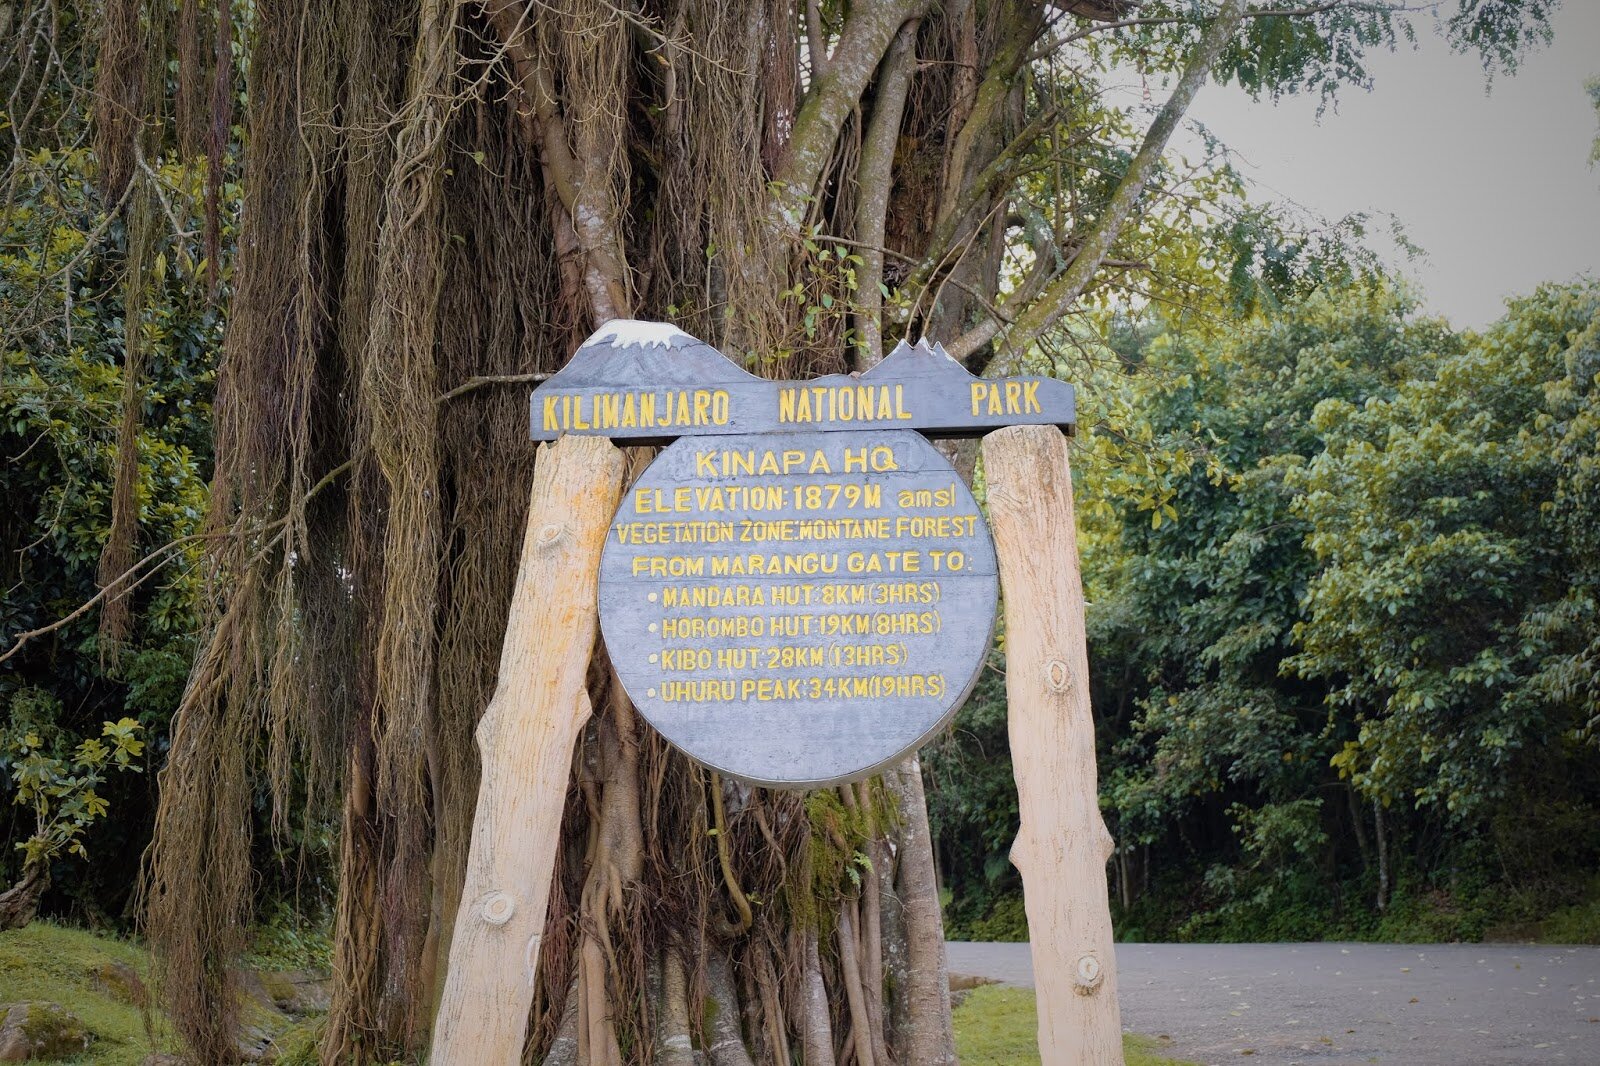 KILIMANJARO NATIONAL PARK
KINAPA HQ
ELEVATION: 1879M amsl
VEGETATION ZONE: MONTANE FOREST
FROM MARANGU GATE TO:
• MANDARA HUT: 8KM (3HRS)
• HOROMBO HUT: 19KM (8HRS)
• KIBO HUT: 28KM (13HRS)
• UHURU PEAK: 34KM (19HRS)